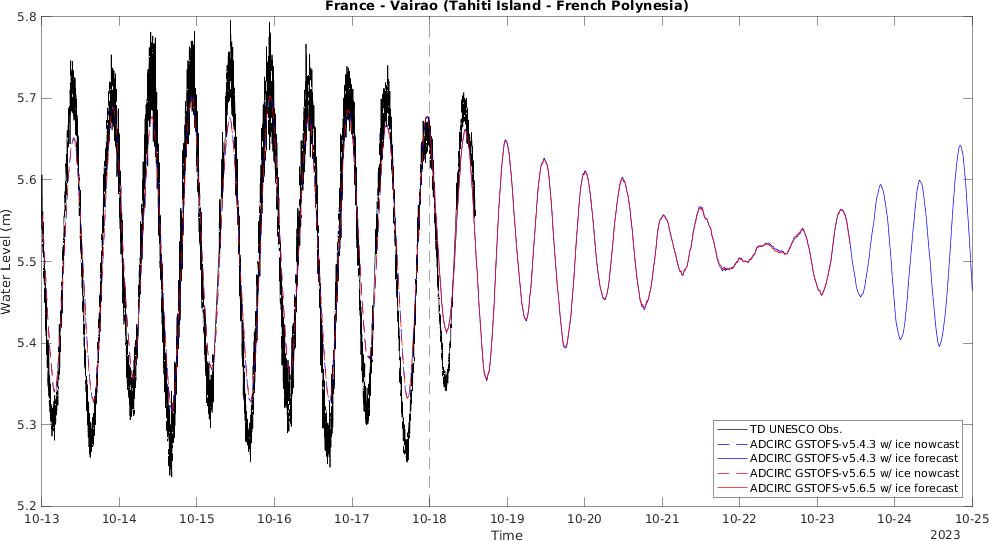 France - Vairao (Tahiti Island - French Polynesia)
5.8
5.7
5.6
5.5
5.4
5.3
5.2
Water Level (m)
10-13 10-14 10-15 10-16 10-17 10-18 10-19 10-20 10-21 10-22 10-23 10-24 10-25
Time
2023
TD UNESCO Obs.
ADCIRC GSTOFS-v5.4.3 w/ ice nowcast
ADCIRC GSTOFS-v5.4.3 w/ ice forecast
ADCIRC GSTOFS-v5.6.5 w/ ice nowcast
ADCIRC GSTOFS-v5.6.5 w/ ice forecast